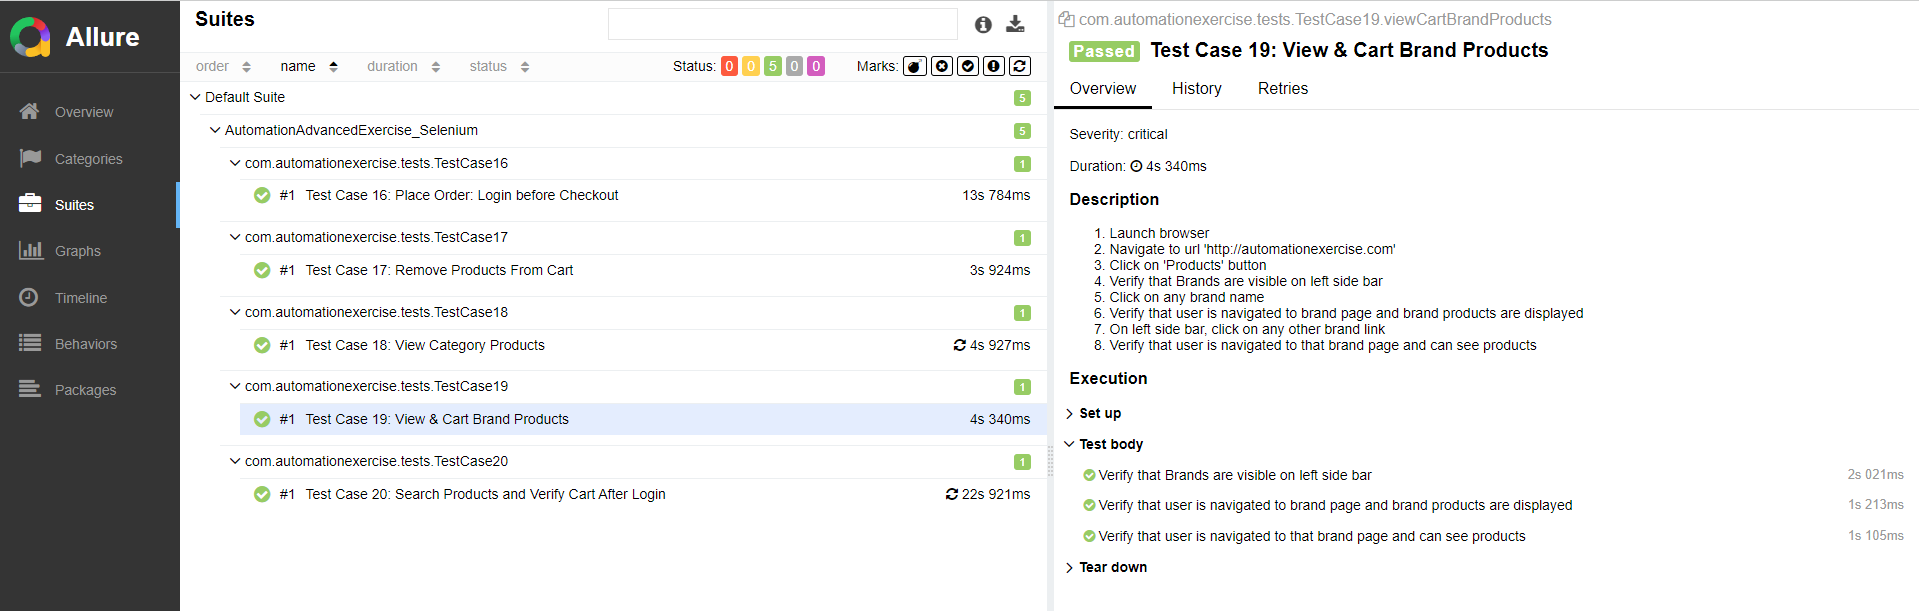 Allure
Overview
Categories
Suites
Graphs
Timeline
Behaviors
Packages
Suites
order name duration status Status: 0 0 5 0 0 Marks:
Default Suite 5
AutomationAdvancedExercise_Selenium 5
com.automationexercise.tests.TestCase16 1
#1 Test Case 16: Place Order: Login before Checkout 13s 784ms
com.automationexercise.tests.TestCase17 1
#1 Test Case 17: Remove Products From Cart 3s 924ms
com.automationexercise.tests.TestCase18 1
#1 Test Case 18: View Category Products 4s 927ms
com.automationexercise.tests.TestCase19 1
#1 Test Case 19: View & Cart Brand Products 4s 340ms
com.automationexercise.tests.TestCase20 1
#1 Test Case 20: Search Products and Verify Cart After Login 22s 921ms
com.automationexercise.tests.TestCase19.viewCartBrandProducts
Passed Test Case 19: View & Cart Brand Products
Overview History Retries
Severity: critical
Duration: 4s 340ms
Description
1. Launch browser
2. Navigate to url 'http://automationexercise.com'
3. Click on 'Products' button
4. Verify that Brands are visible on left side bar
5. Click on any brand name
6. Verify that user is navigated to brand page and brand products are displayed
7. On left side bar, click on any other brand link
8. Verify that user is navigated to that brand page and can see products
Execution
Set up
Test body
Verify that Brands are visible on left side bar 2s 021ms
Verify that user is navigated to brand page and brand products are displayed 1s 213ms
Verify that user is navigated to that brand page and can see products 1s 105ms
Tear down